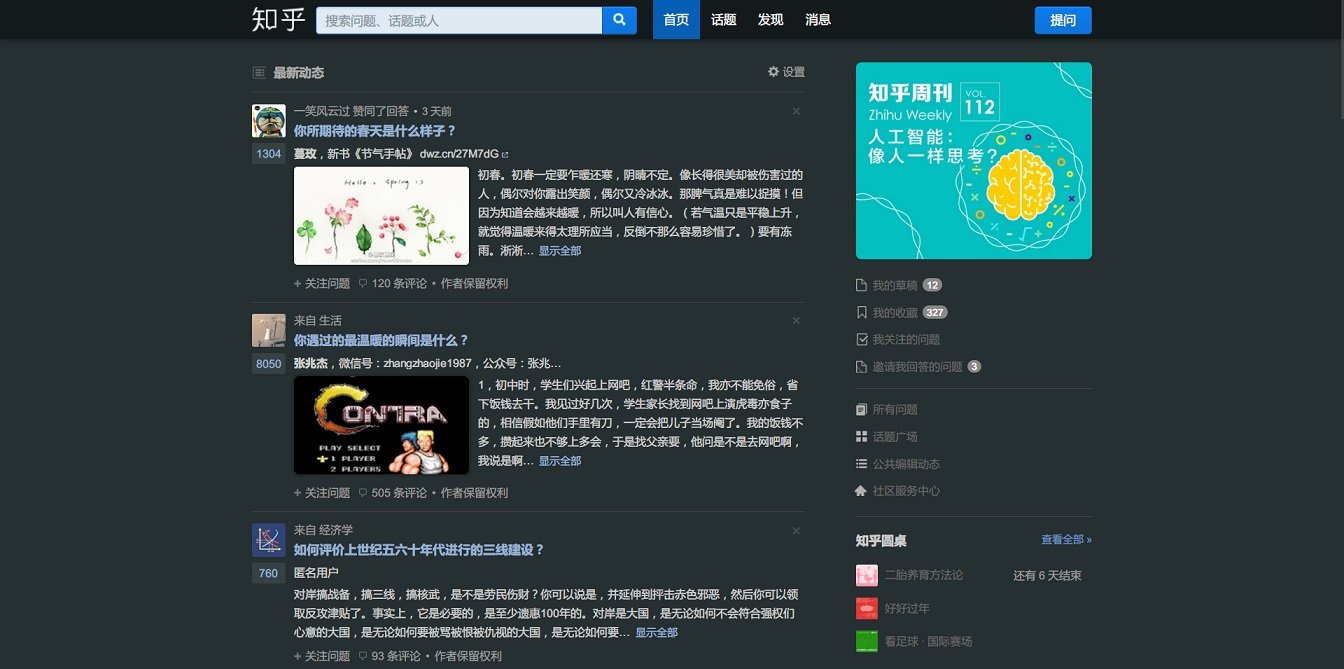 知乎
搜索问题、话题或人
首页 话题 发现 消息
提问
最新动态
设置
一笑风云过 赞同了回答 • 3 天前
你所期待的春天是什么样子？
1304
蔓玫，新书《节气手帖》 dwz.cn/27M7dG
Hello, Spring :)
初春。初春一定要乍暖还寒，阴晴不定。像长得很美却被伤害过的
人，偶尔对你露出笑颜，偶尔又冷冰冰。那脾气真是难以捉摸！但
因为知道会越来越暖，所以叫人有信心。（若气温只是平稳上升，
就觉得温暖来得太理所应当，反倒不那么容易珍惜了。）要有冻
雨。淅淅... 显示全部
+ 关注问题 120 条评论 • 作者保留权利
来自 生活
你遇过的最温暖的瞬间是什么？
8050
张兆杰，微信号：zhangzhaojie1987，公众号：张兆...
CONTRA
PLAY SELECT
1 PLAYER
2 PLAYERS
1，初中时，学生们兴起上网吧，红警半条命，我亦不能免俗，省
下饭钱去干。我见过好几次，学生家长找到网吧上演虎毒亦食子
的，相信假如他们手里有刀，一定会把儿子当场阉了。我的饭钱不
多，攒起来也不够上多会，于是找父亲要，他问是不是去网吧啊，
我说是啊... 显示全部
+ 关注问题 505 条评论 • 作者保留权利
来自 经济学
如何评价上世纪五六十年代进行的三线建设？
760
匿名用户
对岸搞战备，搞三线，搞核武，是不是劳民伤财？你可以说是，并延伸到抨击赤色邪恶，然后你可以领
取反攻津贴了。事实上，它是必要的，是至少遗惠100年的。对岸是大国，是无论如何不会符合强权们
心意的大国，是无论如何要被骂被恨被仇视的大国，是无论如何要... 显示全部
+ 关注问题 93 条评论 • 作者保留权利
知乎周刊 VOL. 112
Zhihu Weekly
人工智能：
像人一样思考？
我的草稿 12
我的收藏 327
我关注的问题
邀请我回答的问题 3
所有问题
话题广场
公共编辑动态
社区服务中心
知乎圆桌
查看全部 »
二胎养育方法论 还有 6 天结束
好好过年
看足球 · 国际赛场